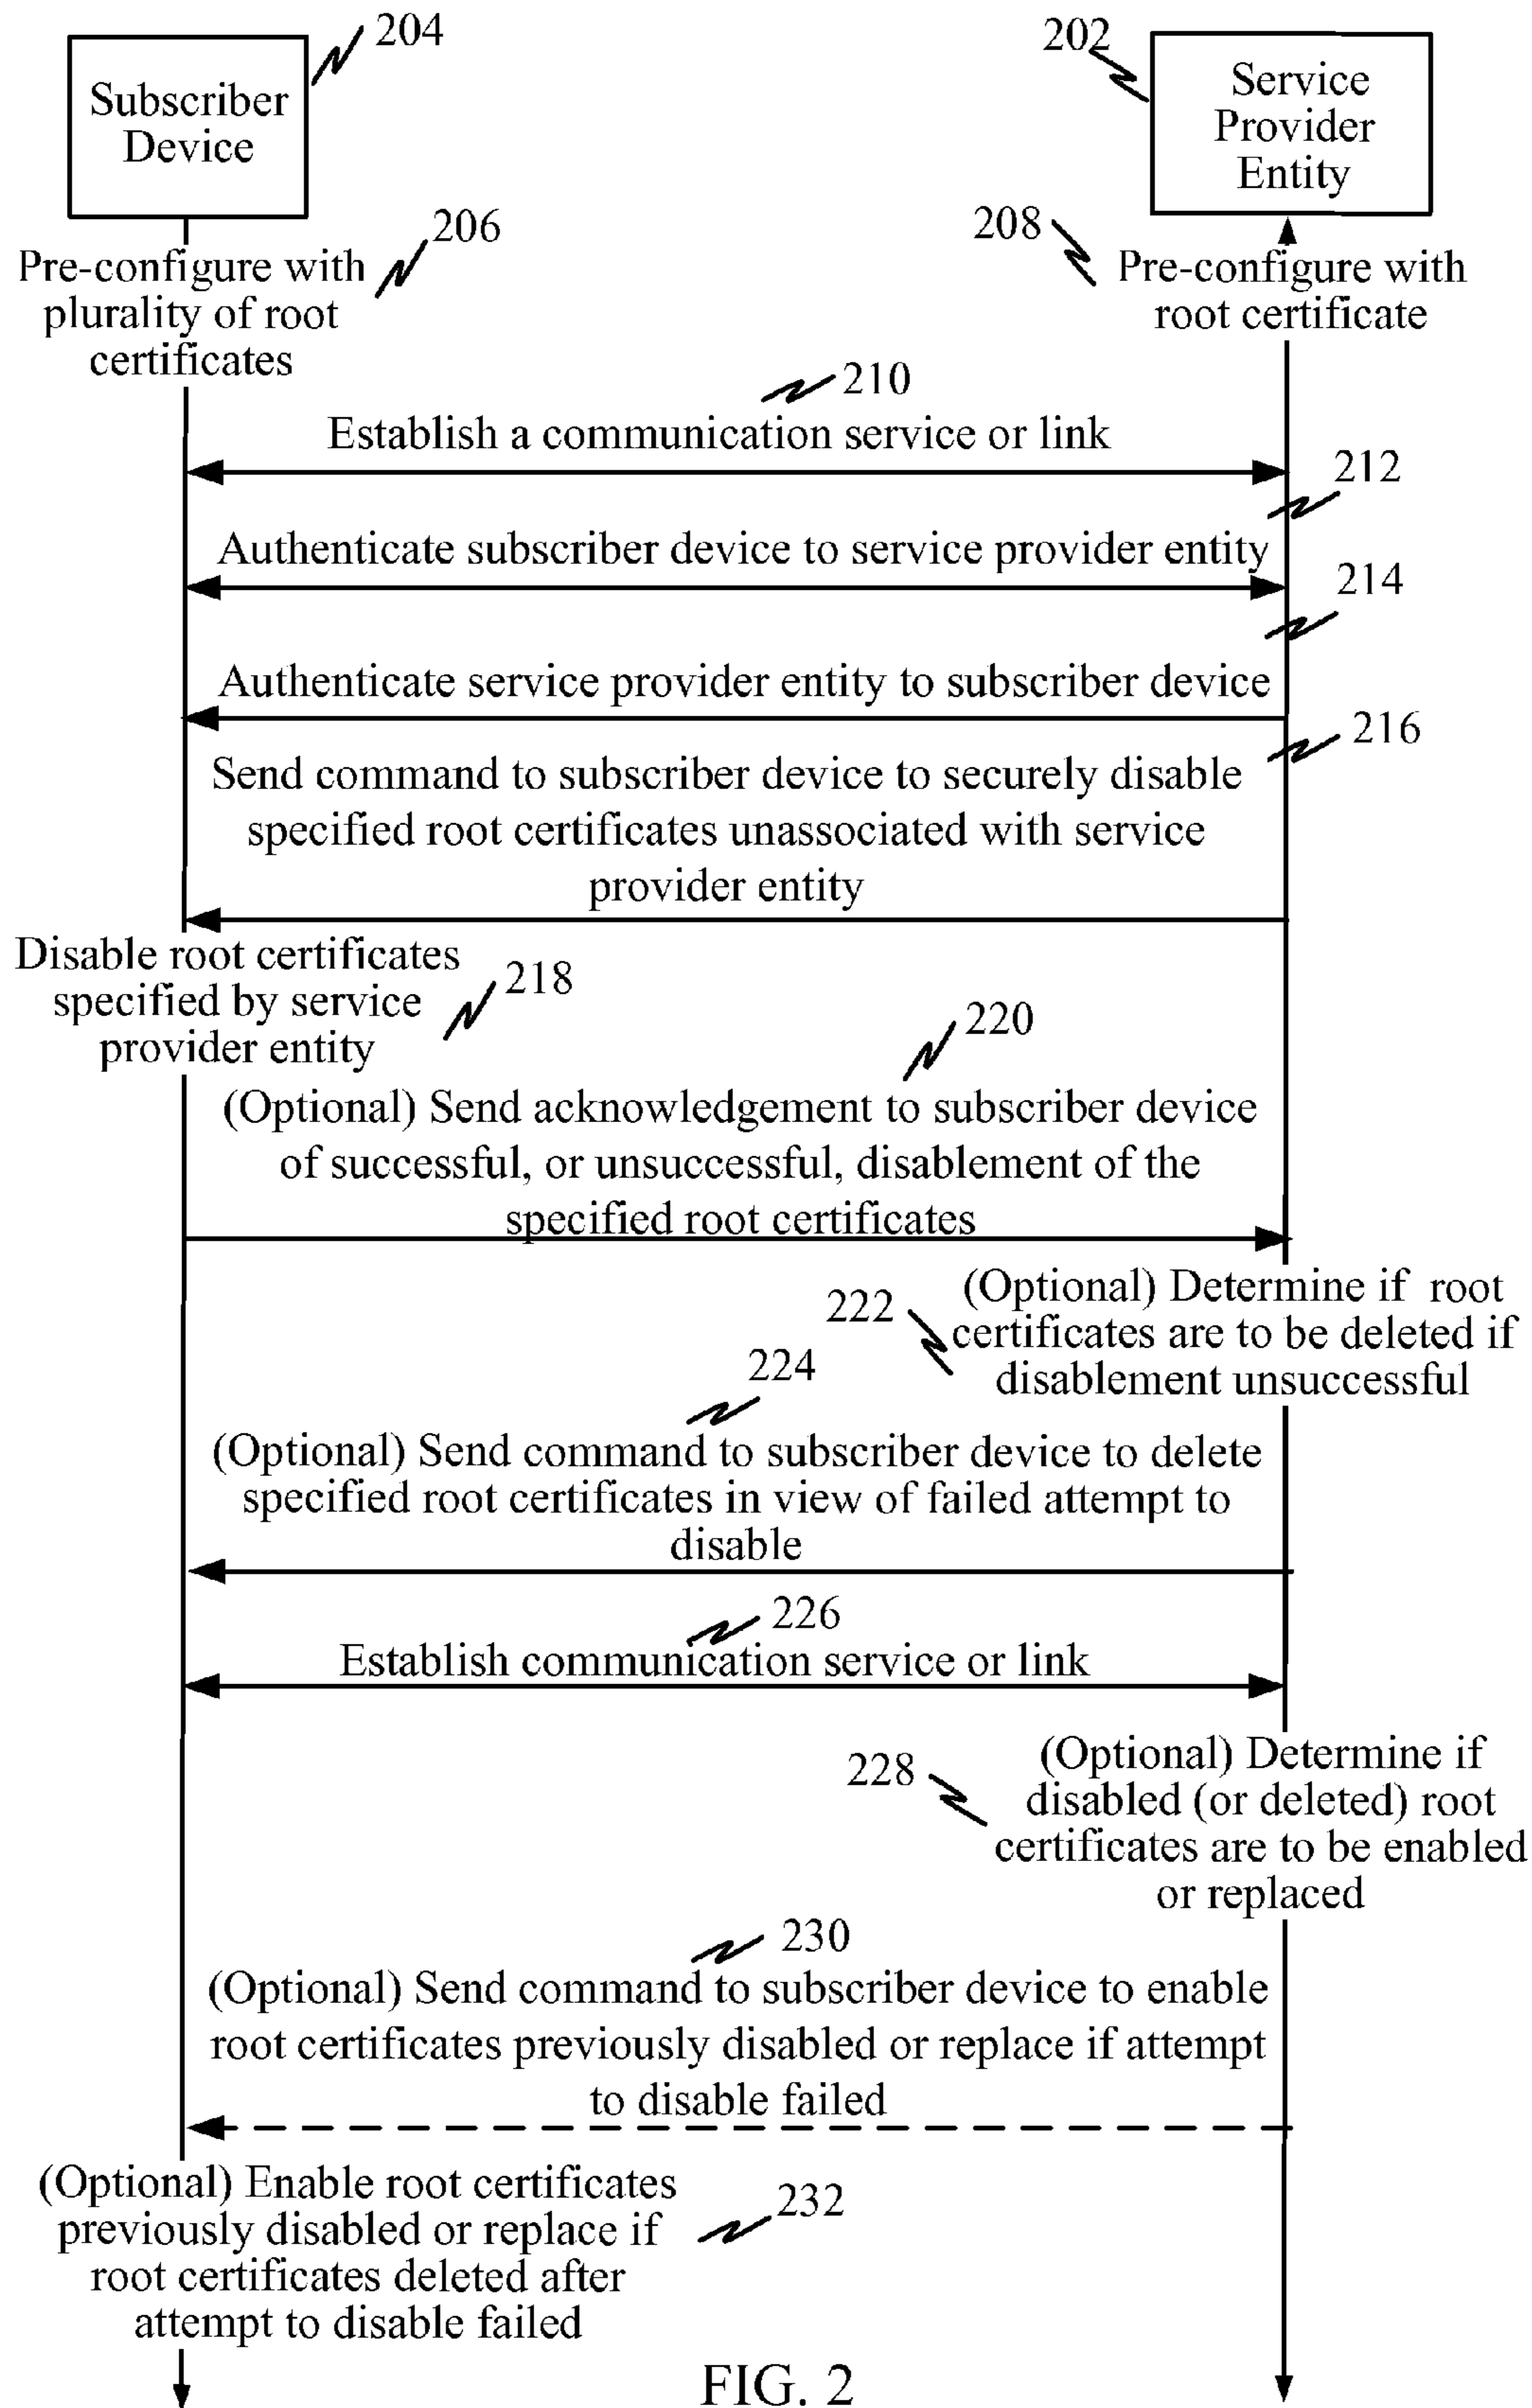 204
Subscriber
Device
202
Service
Provider
Entity
206
Pre-configure with
plurality of root
certificates
208
Pre-configure with
root certificate
210
Establish a communication service or link
212
Authenticate subscriber device to service provider entity
214
Authenticate service provider entity to subscriber device
216
Send command to subscriber device to securely disable
specified root certificates unassociated with service
provider entity
Disable root certificates
specified by service
provider entity
218
220
(Optional) Send acknowledgement to subscriber device
of successful, or unsuccessful, disablement of the
specified root certificates
222
(Optional) Determine if root
certificates are to be deleted if
disablement unsuccessful
224
(Optional) Send command to subscriber device to delete
specified root certificates in view of failed attempt to
disable
226
Establish communication service or link
228
(Optional) Determine if
disabled (or deleted) root
certificates are to be enabled
or replaced
230
(Optional) Send command to subscriber device to enable
root certificates previously disabled or replace if attempt
to disable failed
(Optional) Enable root certificates
previously disabled or replace if
root certificates deleted after
attempt to disable failed
232
FIG. 2